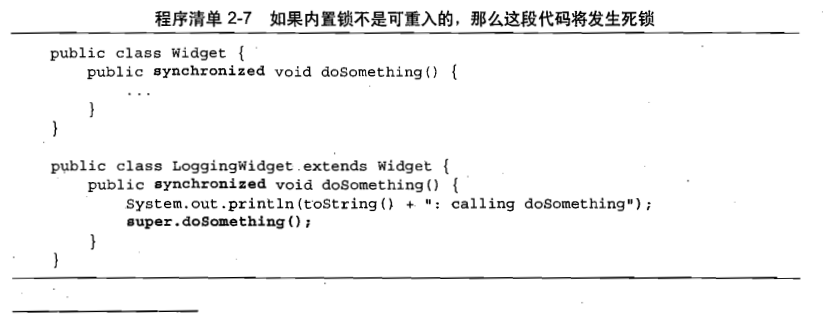 程序清单 2-7 如果内置锁不是可重入的，那么这段代码将发生死锁
public class Widget {
    public synchronized void doSomething() {
        ...
    }
}
public class LoggingWidget extends Widget {
    public synchronized void doSomething() {
        System.out.println(toString() + ": calling doSomething");
        super.doSomething();
    }
}